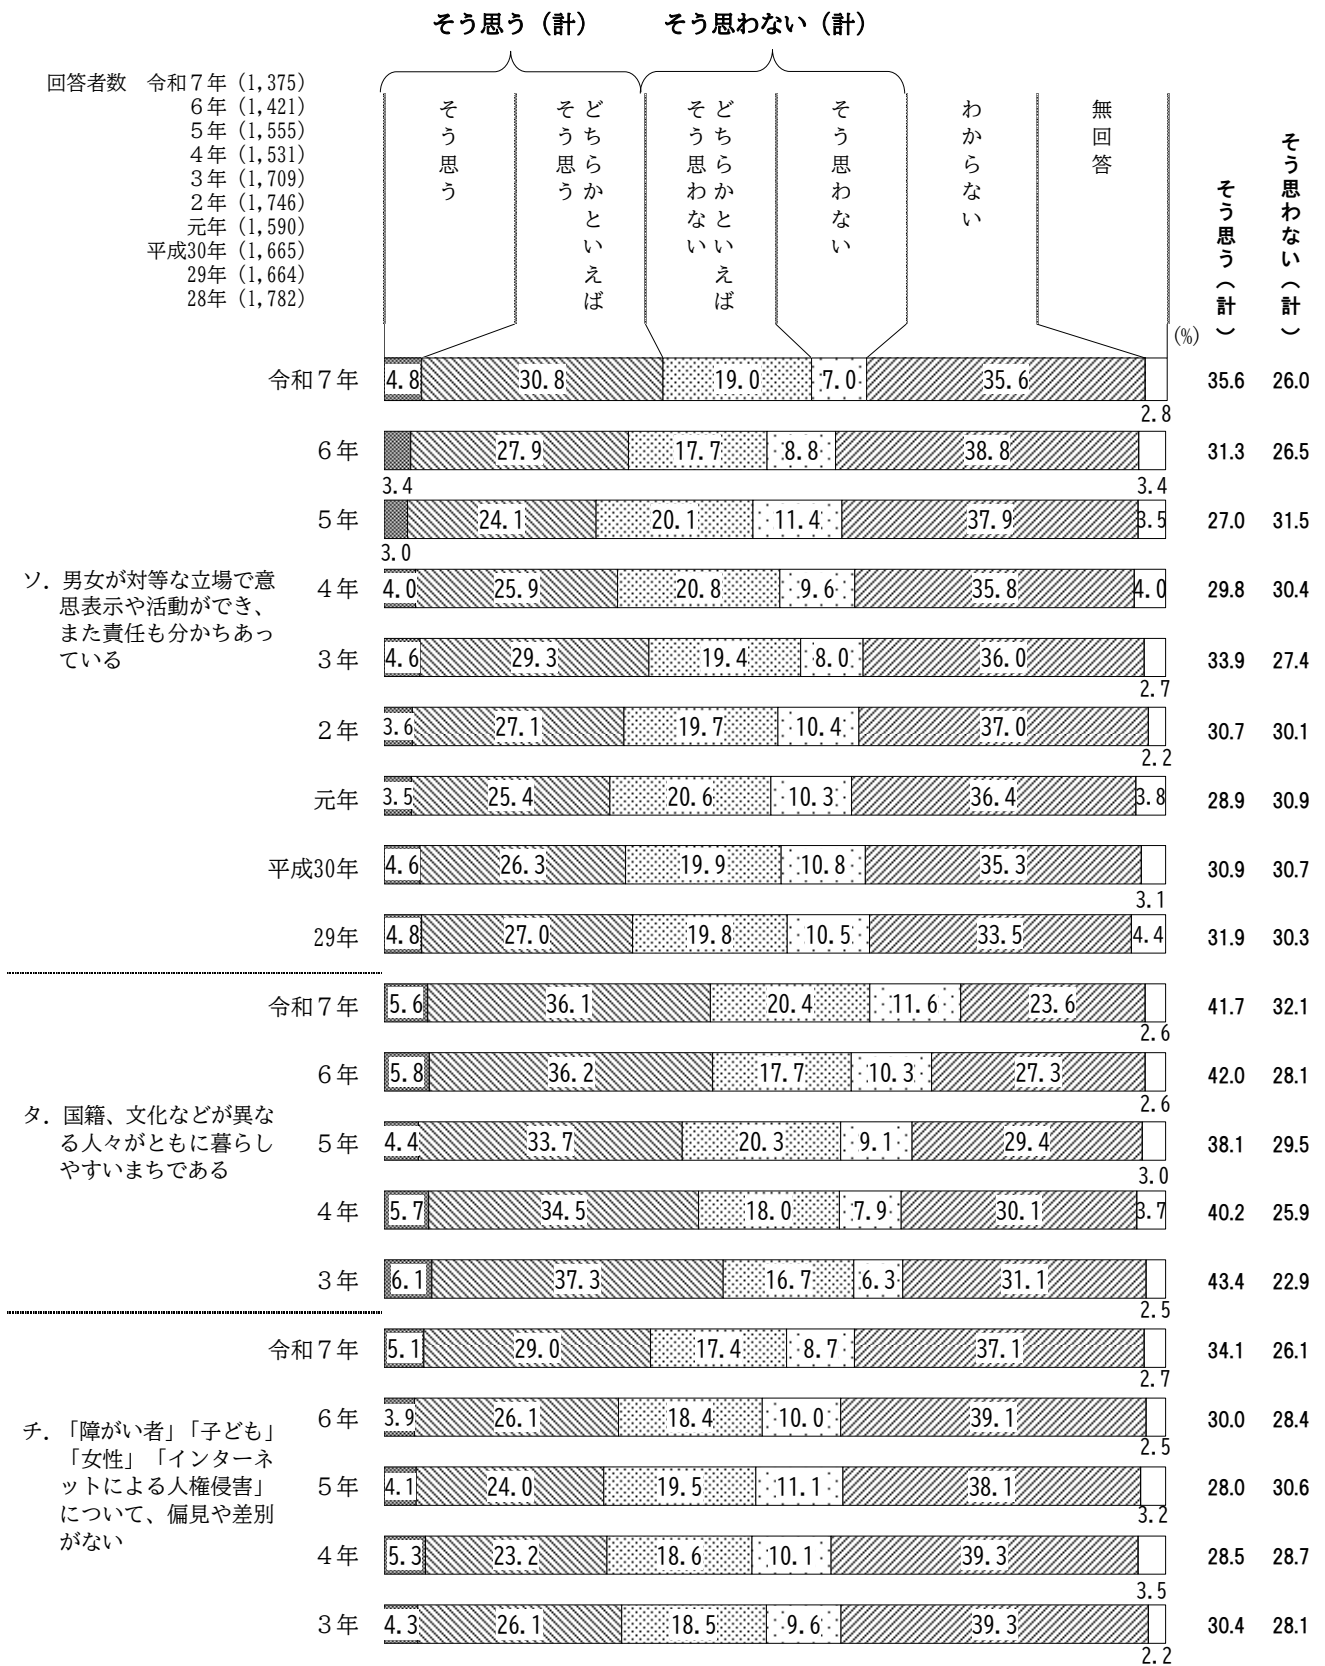 そう思う（計）　そう思わない（計）
回答者数　令和７年（1,375）
６年（1,421）
５年（1,555）
４年（1,531）
３年（1,709）
２年（1,746）
元年（1,590）
平成30年（1,665）
29年（1,664）
28年（1,782）
そう思う
どちらかといえば
そう思う
どちらかといえば
そう思わない
そう思わない
わからない
無回答
(%)
そう思う（計）
そう思わない（計）
ソ．男女が対等な立場で意
思表示や活動ができ、
また責任も分かちあっ
ている
令和７年 4.8 30.8 19.0 7.0 35.6 2.8 35.6 26.0
６年 3.4 27.9 17.7 8.8 38.8 3.4 31.3 26.5
５年 3.0 24.1 20.1 11.4 37.9 3.5 27.0 31.5
４年 4.0 25.9 20.8 9.6 35.8 4.0 29.8 30.4
３年 4.6 29.3 19.4 8.0 36.0 2.7 33.9 27.4
２年 3.6 27.1 19.7 10.4 37.0 2.2 30.7 30.1
元年 3.5 25.4 20.6 10.3 36.4 3.8 28.9 30.9
平成30年 4.6 26.3 19.9 10.8 35.3 3.1 30.9 30.7
29年 4.8 27.0 19.8 10.5 33.5 4.4 31.9 30.3
タ．国籍、文化などが異な
る人々がともに暮らし
やすいまちである
令和７年 5.6 36.1 20.4 11.6 23.6 2.6 41.7 32.1
６年 5.8 36.2 17.7 10.3 27.3 2.6 42.0 28.1
５年 4.4 33.7 20.3 9.1 29.4 3.0 38.1 29.5
４年 5.7 34.5 18.0 7.9 30.1 3.7 40.2 25.9
３年 6.1 37.3 16.7 6.3 31.1 2.5 43.4 22.9
チ．「障がい者」「子ども」
「女性」「インターネ
ットによる人権侵害」
について、偏見や差別
がない
令和７年 5.1 29.0 17.4 8.7 37.1 2.7 34.1 26.1
６年 3.9 26.1 18.4 10.0 39.1 2.5 30.0 28.4
５年 4.1 24.0 19.5 11.1 38.1 3.2 28.0 30.6
４年 5.3 23.2 18.6 10.1 39.3 3.5 28.5 28.7
３年 4.3 26.1 18.5 9.6 39.3 2.2 30.4 28.1